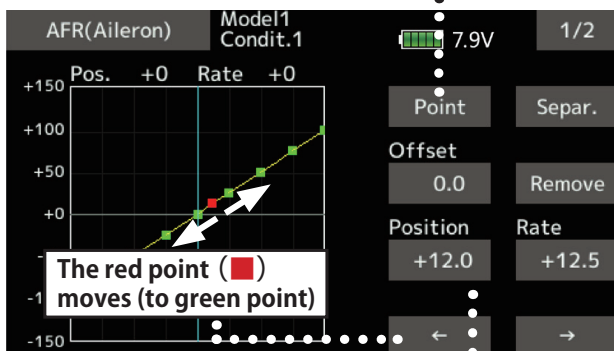 AFR(Aileron)
Model1
Condit.1
7.9V
1/2
Pos. +0 Rate +0
+150
+100
+50
+0
-
-1
-150
The red point (■)
moves (to green point)
Point
Separ.
Offset
0.0
Remove
Position
Rate
+12.0
+12.5
←
→